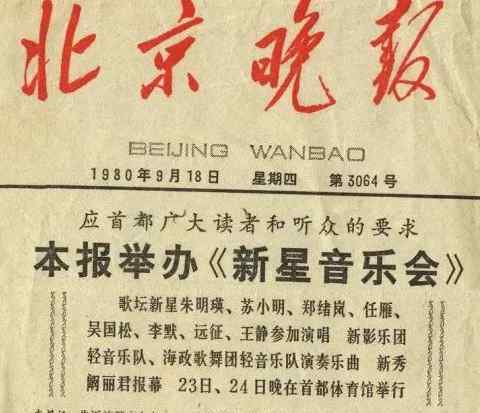 北京晚报
BEIJING WANBAO
1980年9月18日 星期四 第3064号
应首都广大读者和听众的要求
本报举办《新星音乐会》
歌坛新星朱明瑛、苏小明、郑绪岚、任雁、
吴国松、李默、远征、王静参加演唱 新影乐团
轻音乐队、海政歌舞团轻音乐队演奏乐曲 新秀
阚丽君报幕 23日、24日晚在首都体育馆举行